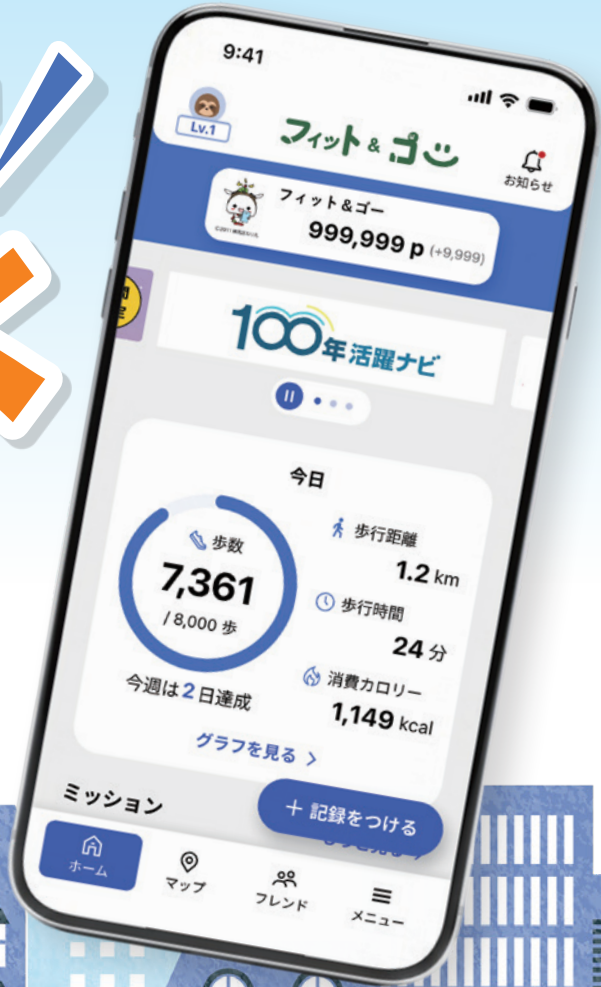 9:41
Lv.1
フィット & ゴー
お知らせ
フィット&ゴー
999,999 p (+9,999)
100年活躍ナビ
今日
歩数
7,361
/ 8,000 歩
今週は2日達成
歩行距離
1.2 km
歩行時間
24 分
消費カロリー
1,149 kcal
グラフを見る
ミッション
+ 記録をつける
ホーム
マップ
フレンド
メニュー